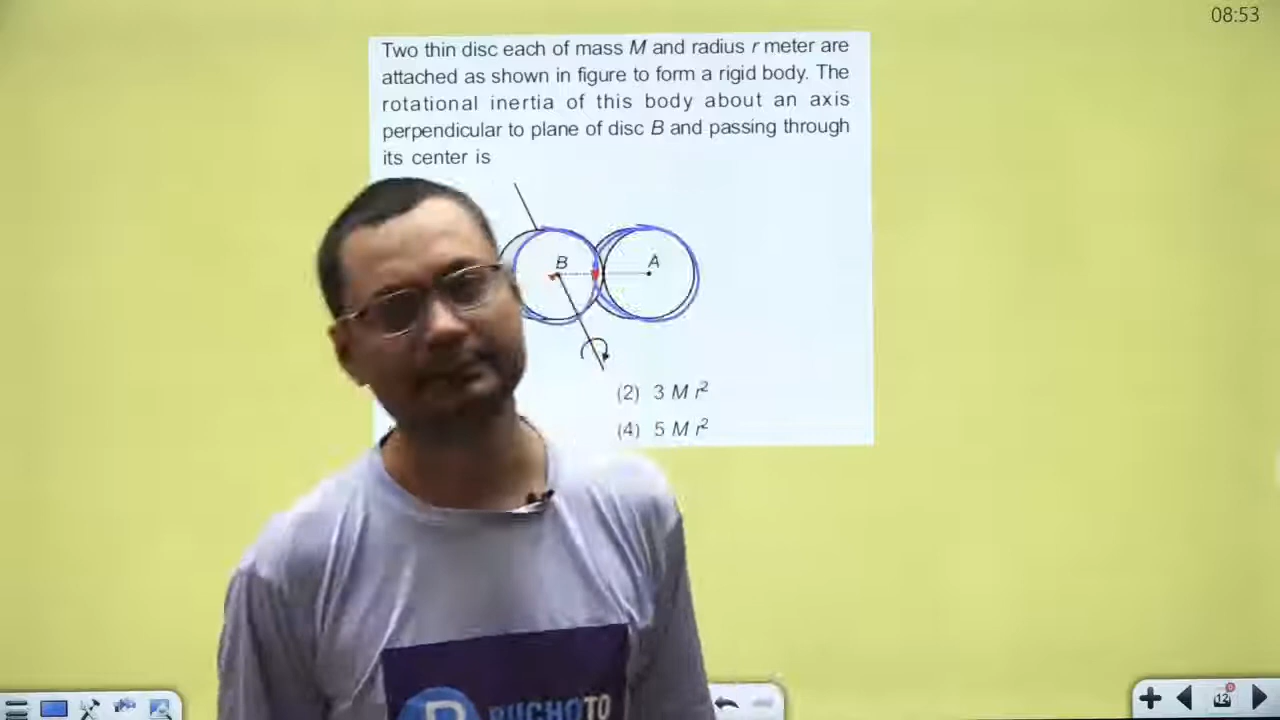 08:53
Two thin disc each of mass M and radius r meter are
attached as shown in figure to form a rigid body. The
rotational inertia of this body about an axis
perpendicular to plane of disc B and passing through
its center is
B
A
(2) 3 M r²
(4) 5 M r²
TO
12